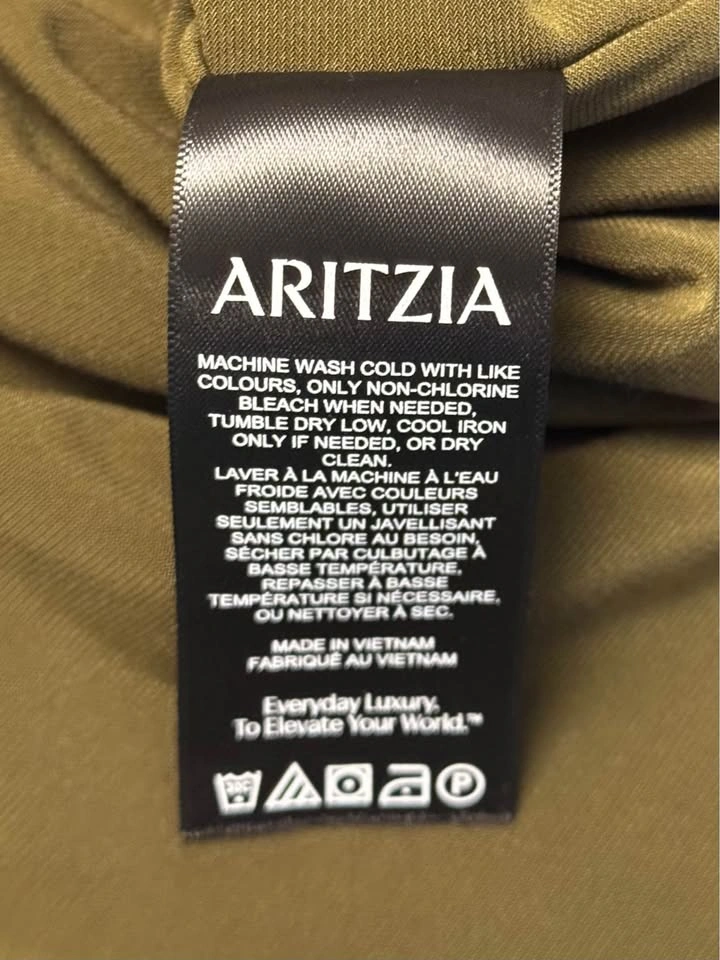 ARITZIA
MACHINE WASH COLD WITH LIKE
COLOURS, ONLY NON-CHLORINE
BLEACH WHEN NEEDED,
TUMBLE DRY LOW, COOL IRON
ONLY IF NEEDED, OR DRY
CLEAN.
LAVER À LA MACHINE À L'EAU
FROIDE AVEC COULEURS
SEMBLABLES, UTILISER
SEULEMENT UN JAVELLISANT
SANS CHLORE AU BESOIN,
SÉCHER PAR CULBUTAGE À
BASSE TEMPÉRATURE,
REPASSER À BASSE
TEMPÉRATURE SI NÉCESSAIRE,
OU NETTOYER À SEC.
MADE IN VIETNAM
FABRIQUÉ AU VIETNAM
Everyday Luxury.
To Elevate Your World.™
30C P